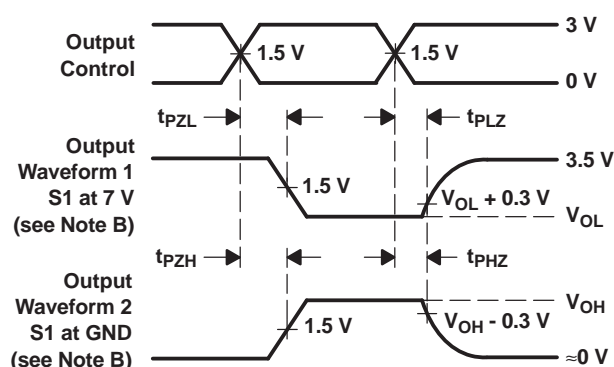 Output
Control
1.5 V
1.5 V
3 V
0 V
tPZL
tPLZ
Output
Waveform 1
S1 at 7 V
(see Note B)
1.5 V
3.5 V
VOL + 0.3 V
VOL
tPZH
tPHZ
Output
Waveform 2
S1 at GND
(see Note B)
1.5 V
VOH
VOH - 0.3 V
≈0 V